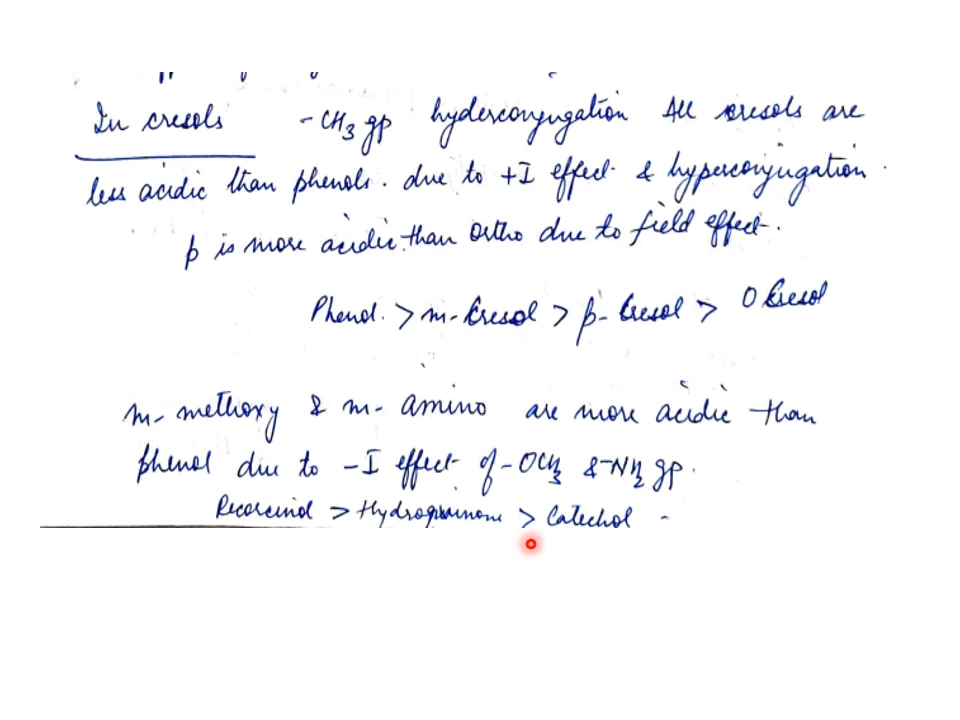 In cresols -CH3 gp hyderconjugation All cresols are
less acidic than phenols. due to +I effect & hyperconjugation.
p is more acidic than ortho due to field effect.
Phenol. > m-Cresol > p-Cresol > O Cresol
m-methoxy & m-amino are more acidic than
phenol due to -I effect of -OCH3 & -NH2 gp.
Recorcinol > Hydroquinone > Catechol -